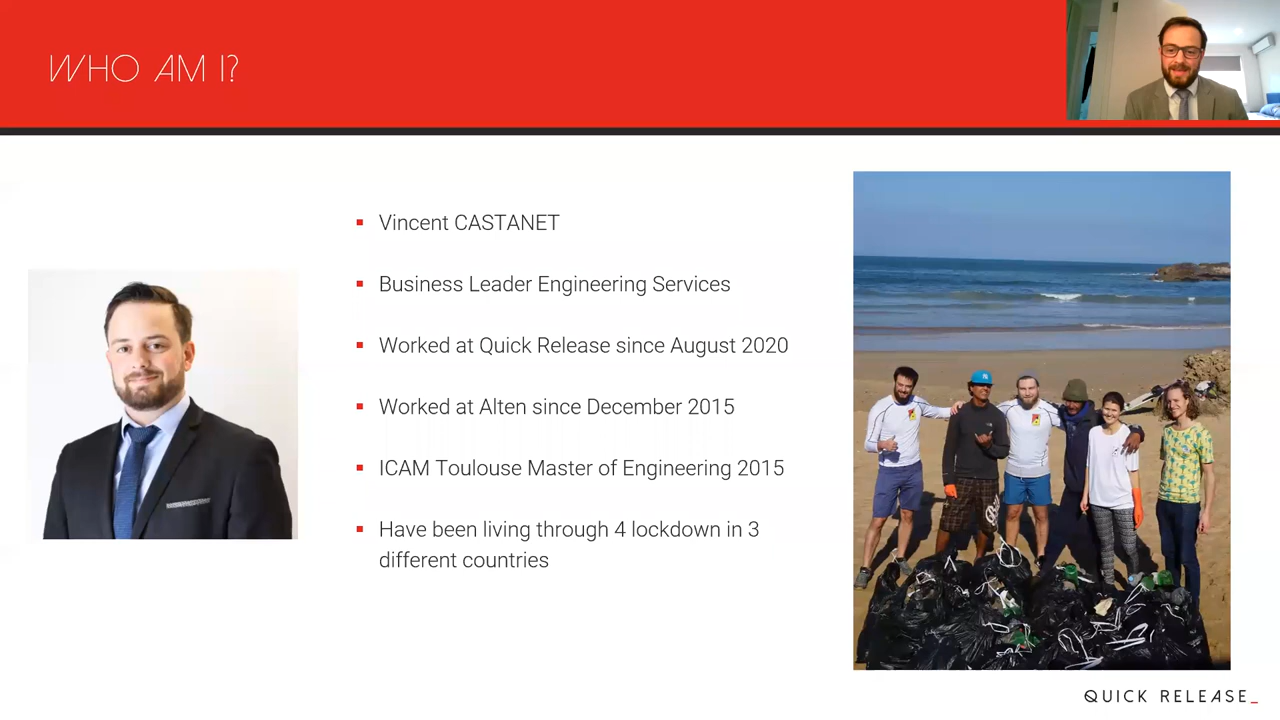 WHO AM I?
Vincent CASTANET
Business Leader Engineering Services
Worked at Quick Release since August 2020
Worked at Alten since December 2015
ICAM Toulouse Master of Engineering 2015
Have been living through 4 lockdown in 3
different countries
QUICK RELEASE_